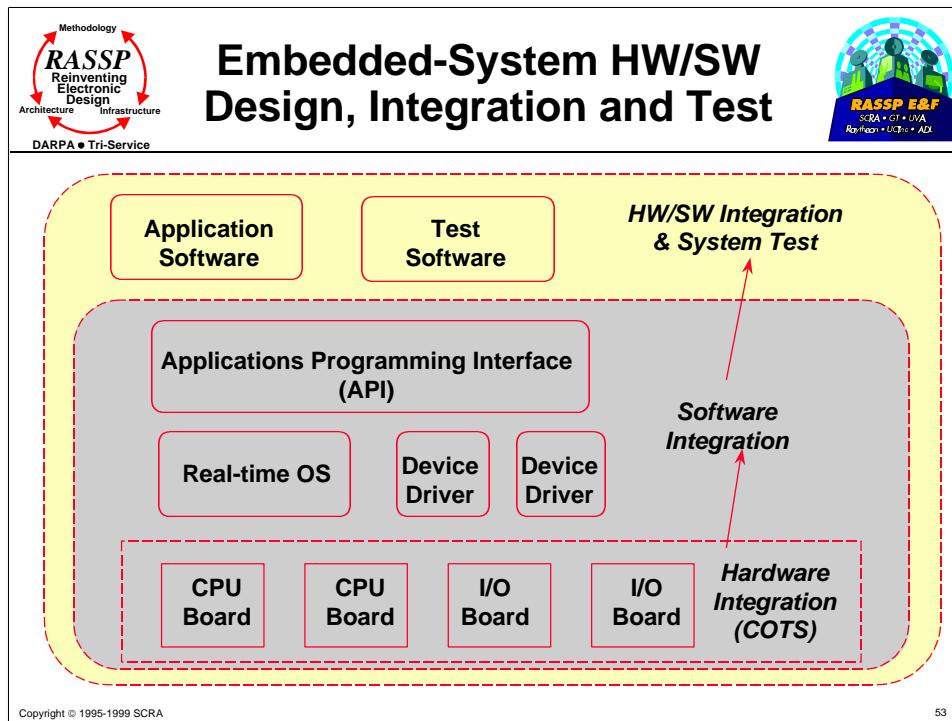 Methodology
RASSP
Reinventing
Electronic
Design
Architecture
Infrastructure
DARPA ● Tri-Service
Embedded-System HW/SW
Design, Integration and Test
RASSP E&F
SCRA • GT • UVA
Raytheon • UCinc • ADL
Application
Software
Test
Software
HW/SW Integration
& System Test
Applications Programming Interface
(API)
Software
Integration
Real-time OS
Device
Driver
Device
Driver
CPU
Board
CPU
Board
I/O
Board
I/O
Board
Hardware
Integration
(COTS)
Copyright © 1995-1999 SCRA
53